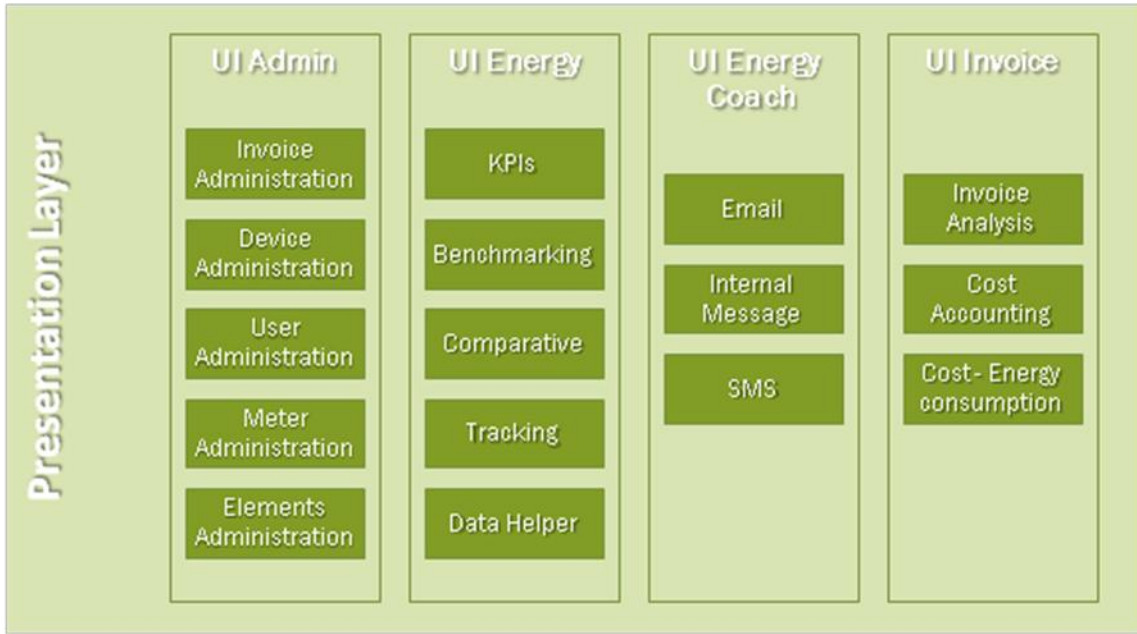 Presentation Layer
UI Admin
Invoice
Administration
Device
Administration
User
Administration
Meter
Administration
Elements
Administration
UI Energy
KPIs
Benchmarking
Comparative
Tracking
Data Helper
UI Energy
Coach
Email
Internal
Message
SMS
UI Invoice
Invoice
Analysis
Cost
Accounting
Cost - Energy
consumption